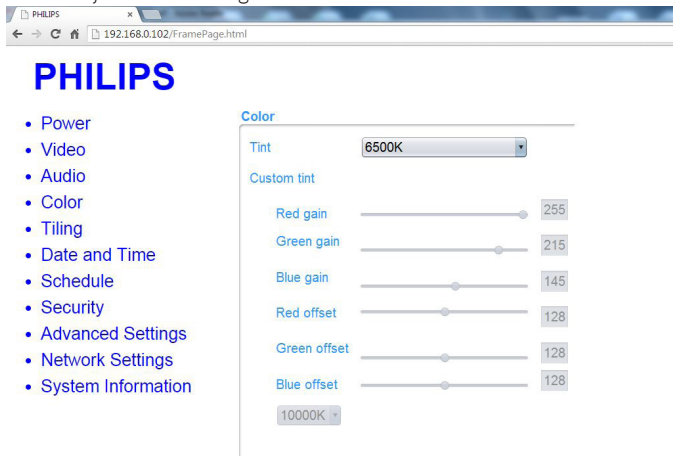 PHILIPS
192.168.0.102/FramePage.html
PHILIPS
• Power
• Video
• Audio
• Color
• Tiling
• Date and Time
• Schedule
• Security
• Advanced Settings
• Network Settings
• System Information
Color
Tint 6500K
Custom tint
Red gain 255
Green gain 215
Blue gain 145
Red offset 128
Green offset 128
Blue offset 128
10000K